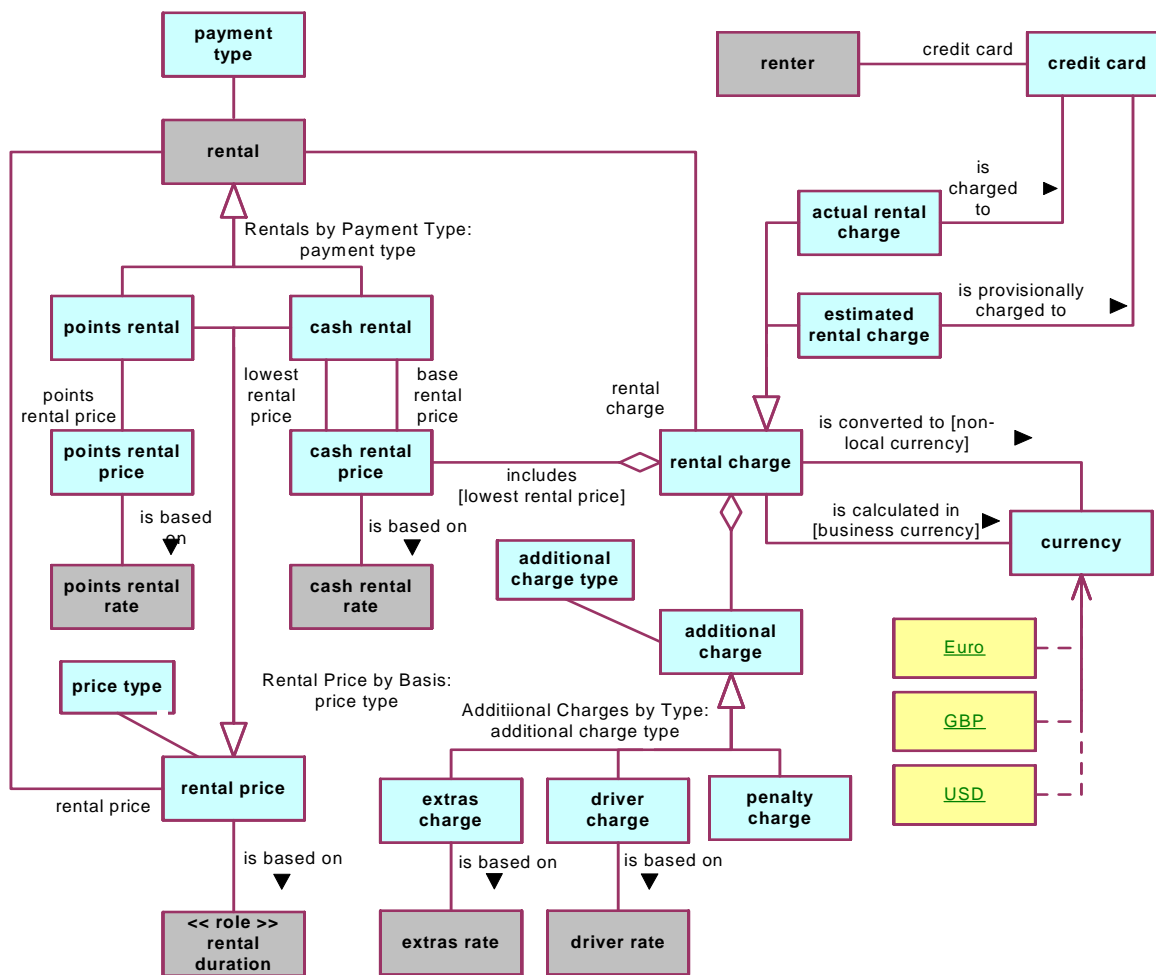 payment
type
renter
credit card
credit card
rental
is
charged
to
actual rental
charge
Rentals by Payment Type:
payment type
points rental
cash rental
estimated
rental charge
is provisionally
charged to
points
rental price
lowest
rental
price
base
rental
price
rental
charge
points rental
price
cash rental
price
includes
[lowest rental price]
rental charge
is converted to [non-
local currency]
is calculated in
[business currency]
currency
is based
on
is based on
points rental
rate
cash rental
rate
additional
charge type
additional
charge
Euro
GBP
USD
price type
Rental Price by Basis:
price type
Additiional Charges by Type:
additional charge type
rental price
rental price
extras
charge
driver
charge
penalty
charge
is based on
is based on
is based on
<< role >>
rental
duration
extras rate
driver rate